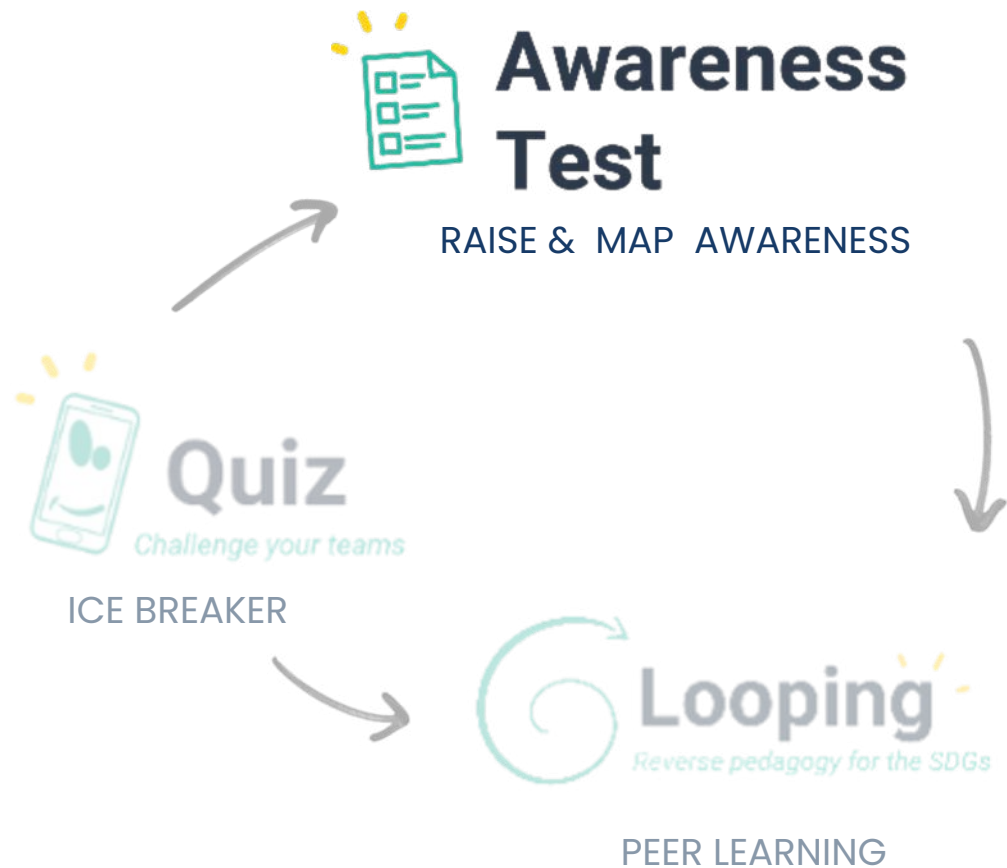 Awareness
Test
RAISE & MAP AWARENESS
Quiz
Challenge your teams
ICE BREAKER
Looping
Reverse pedagogy for the SDGs
PEER LEARNING